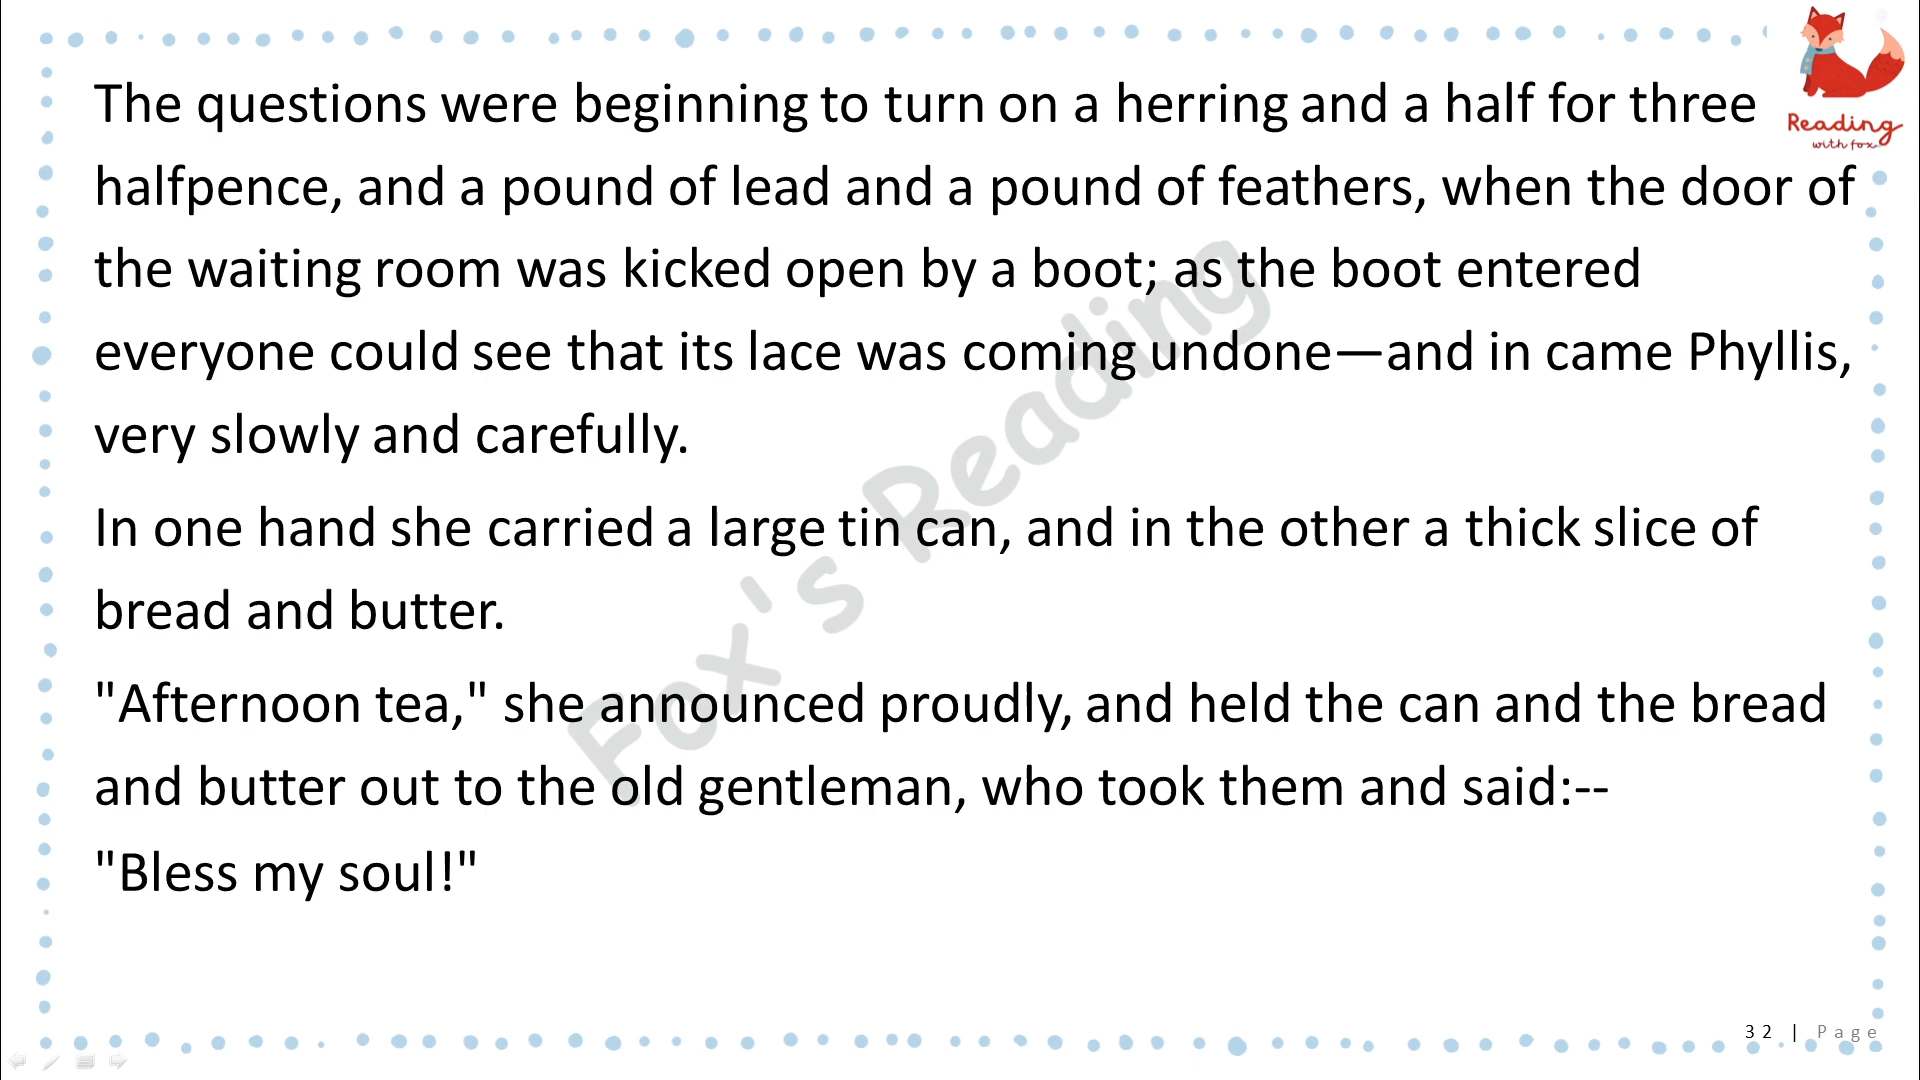 The questions were beginning to turn on a herring and a half for three
halfpence, and a pound of lead and a pound of feathers, when the door of
the waiting room was kicked open by a boot; as the boot entered
everyone could see that its lace was coming undone—and in came Phyllis,
very slowly and carefully.
In one hand she carried a large tin can, and in the other a thick slice of
bread and butter.
"Afternoon tea," she announced proudly, and held the can and the bread
and butter out to the old gentleman, who took them and said:--
"Bless my soul!"
Reading
with fox
Fox's Reading
32 | Page